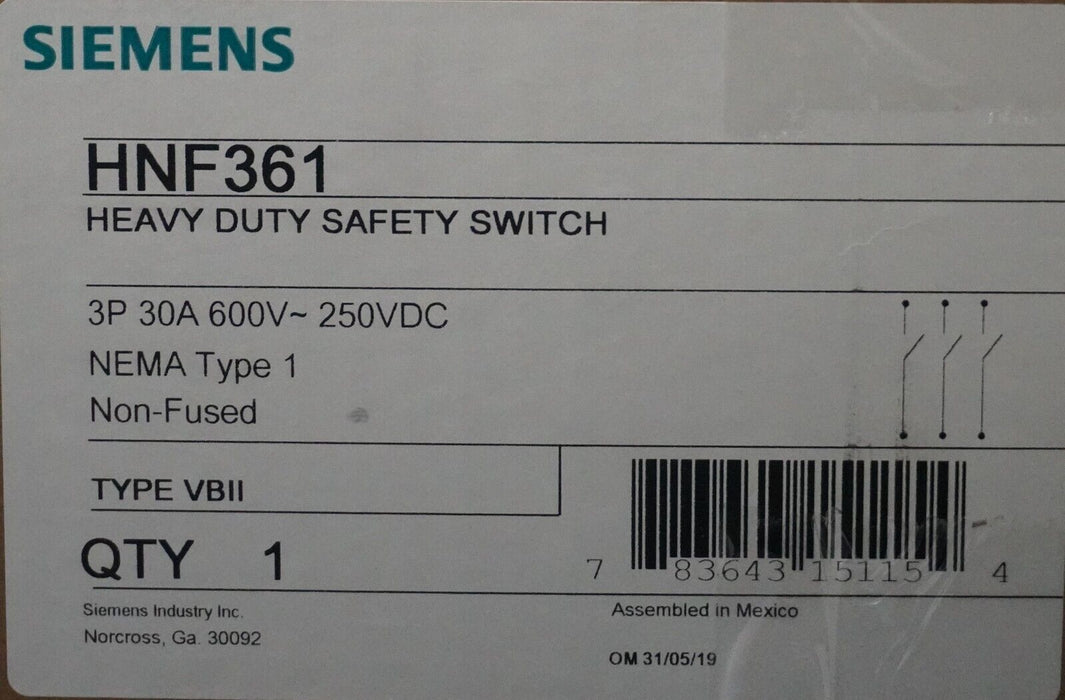 SIEMENS
HNF361
HEAVY DUTY SAFETY SWITCH
3P 30A 600V~ 250VDC
NEMA Type 1
Non-Fused
TYPE VBII
QTY 1
7 83643 15115 4
Siemens Industry Inc.
Norcross, Ga. 30092
Assembled in Mexico
OM 31/05/19